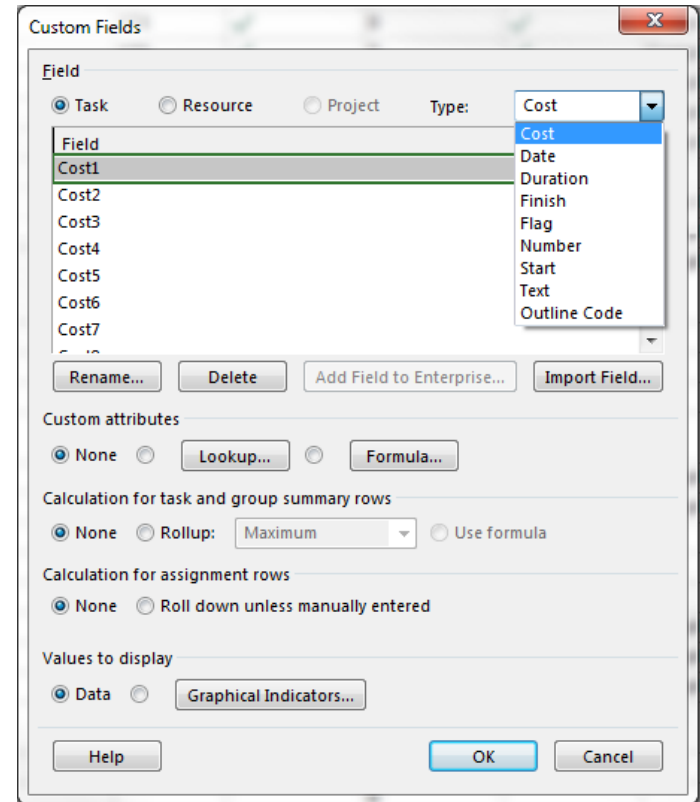 Custom Fields
Field
Task Resource Project Type: Cost
Cost
Date
Duration
Finish
Flag
Number
Start
Text
Outline Code
Field
Cost1
Cost2
Cost3
Cost4
Cost5
Cost6
Cost7
Rename... Delete Add Field to Enterprise... Import Field...
Custom attributes
None Lookup... Formula...
Calculation for task and group summary rows
None Rollup: Maximum Use formula
Calculation for assignment rows
None Roll down unless manually entered
Values to display
Data Graphical Indicators...
Help OK Cancel